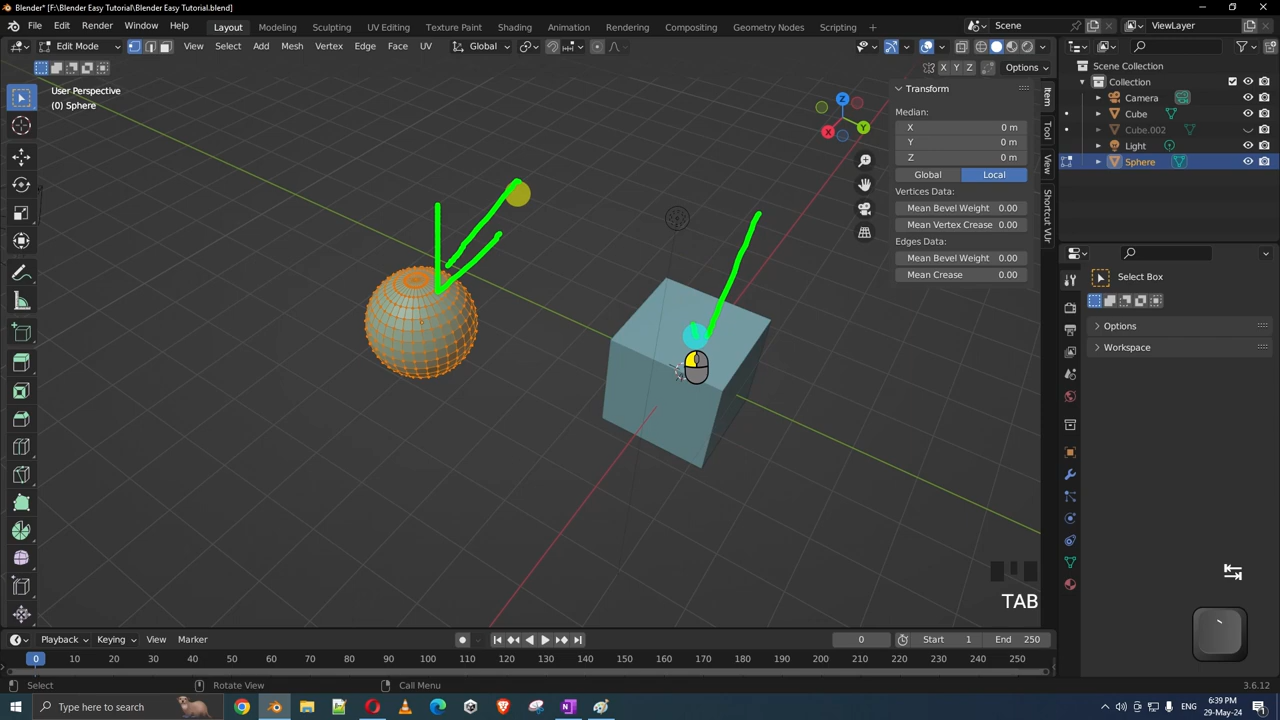 Blender* [F:\Blender Easy Tutorial\Blender Easy Tutorial.blend]
File Edit Render Window Help Layout Modeling Sculpting UV Editing Texture Paint Shading Animation Rendering Compositing Geometry Nodes Scripting Scene ViewLayer
Edit Mode View Select Add Mesh Vertex Edge Face UV Global
X Y Z Options
User Perspective
(0) Sphere
Z
Y
X
Transform
Median:
X 0 m
Y 0 m
Z 0 m
Global Local
Vertices Data:
Mean Bevel Weight 0.00
Mean Vertex Crease 0.00
Edges Data:
Mean Bevel Weight 0.00
Mean Crease 0.00
Item
Tool
View
Shortcut VUr
Scene Collection
Collection
Camera
Cube
Cube.002
Light
Sphere
Select Box
Options
Workspace
TAB
Playback Keying View Marker 0 Start 1 End 250
0 10 20 30 40 50 60 70 80 90 100 110 120 130 140 150 160 170 180 190 200 210 220 230 240 250
Select Rotate View Call Menu 3.6.12
Type here to search
ENG
6:39 PM
29-May-24